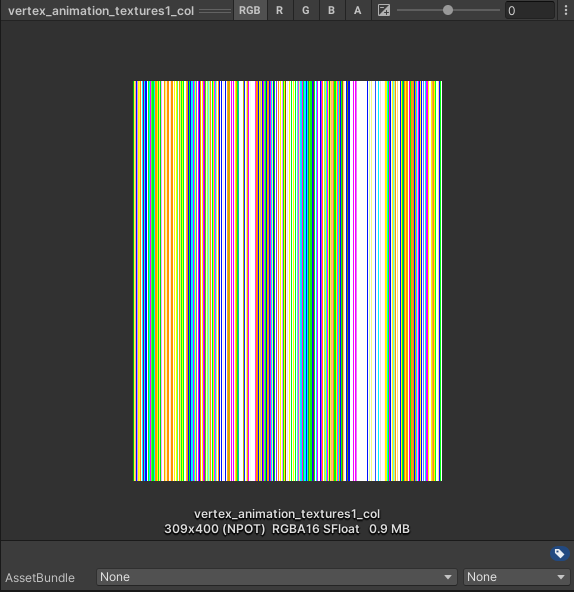 vertex_animation_textures1_col RGB R G B A 0
vertex_animation_textures1_col
309x400 (NPOT) RGBA16 SFloat 0.9 MB
AssetBundle None None